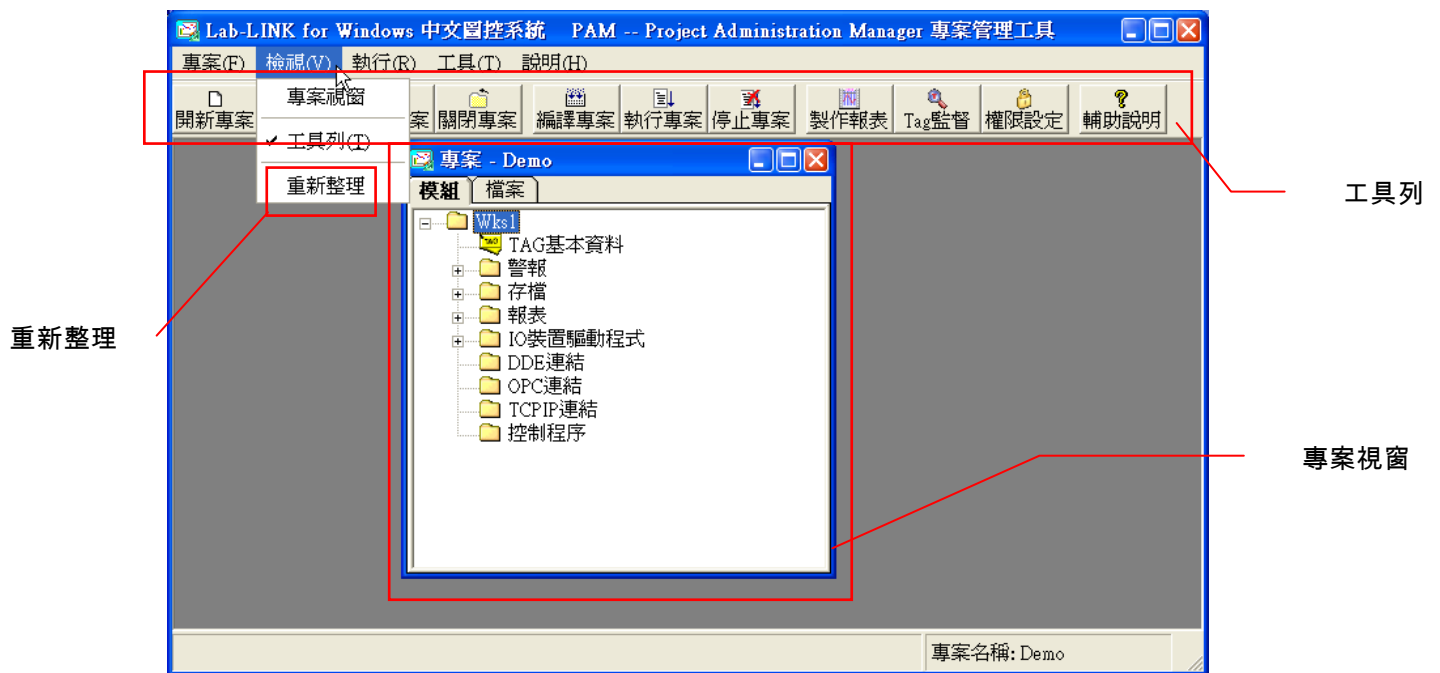 Lab-LINK for Windows 中文圖控系統 PAM -- Project Administration Manager 專案管理工具
專案(F) 檢視(V) 執行(R) 工具(T) 說明(H)
專案視窗
工具列(T)
重新整理
開新專案 案 關閉專案 編譯專案 執行專案 停止專案 製作報表 Tag監督 權限設定 輔助說明
專案 - Demo
模組 檔案
Wks1
TAG基本資料
警報
存檔
報表
IO裝置驅動程式
DDE連結
OPC連結
TCPIP連結
控制程序
專案名稱: Demo
工具列
重新整理
專案視窗